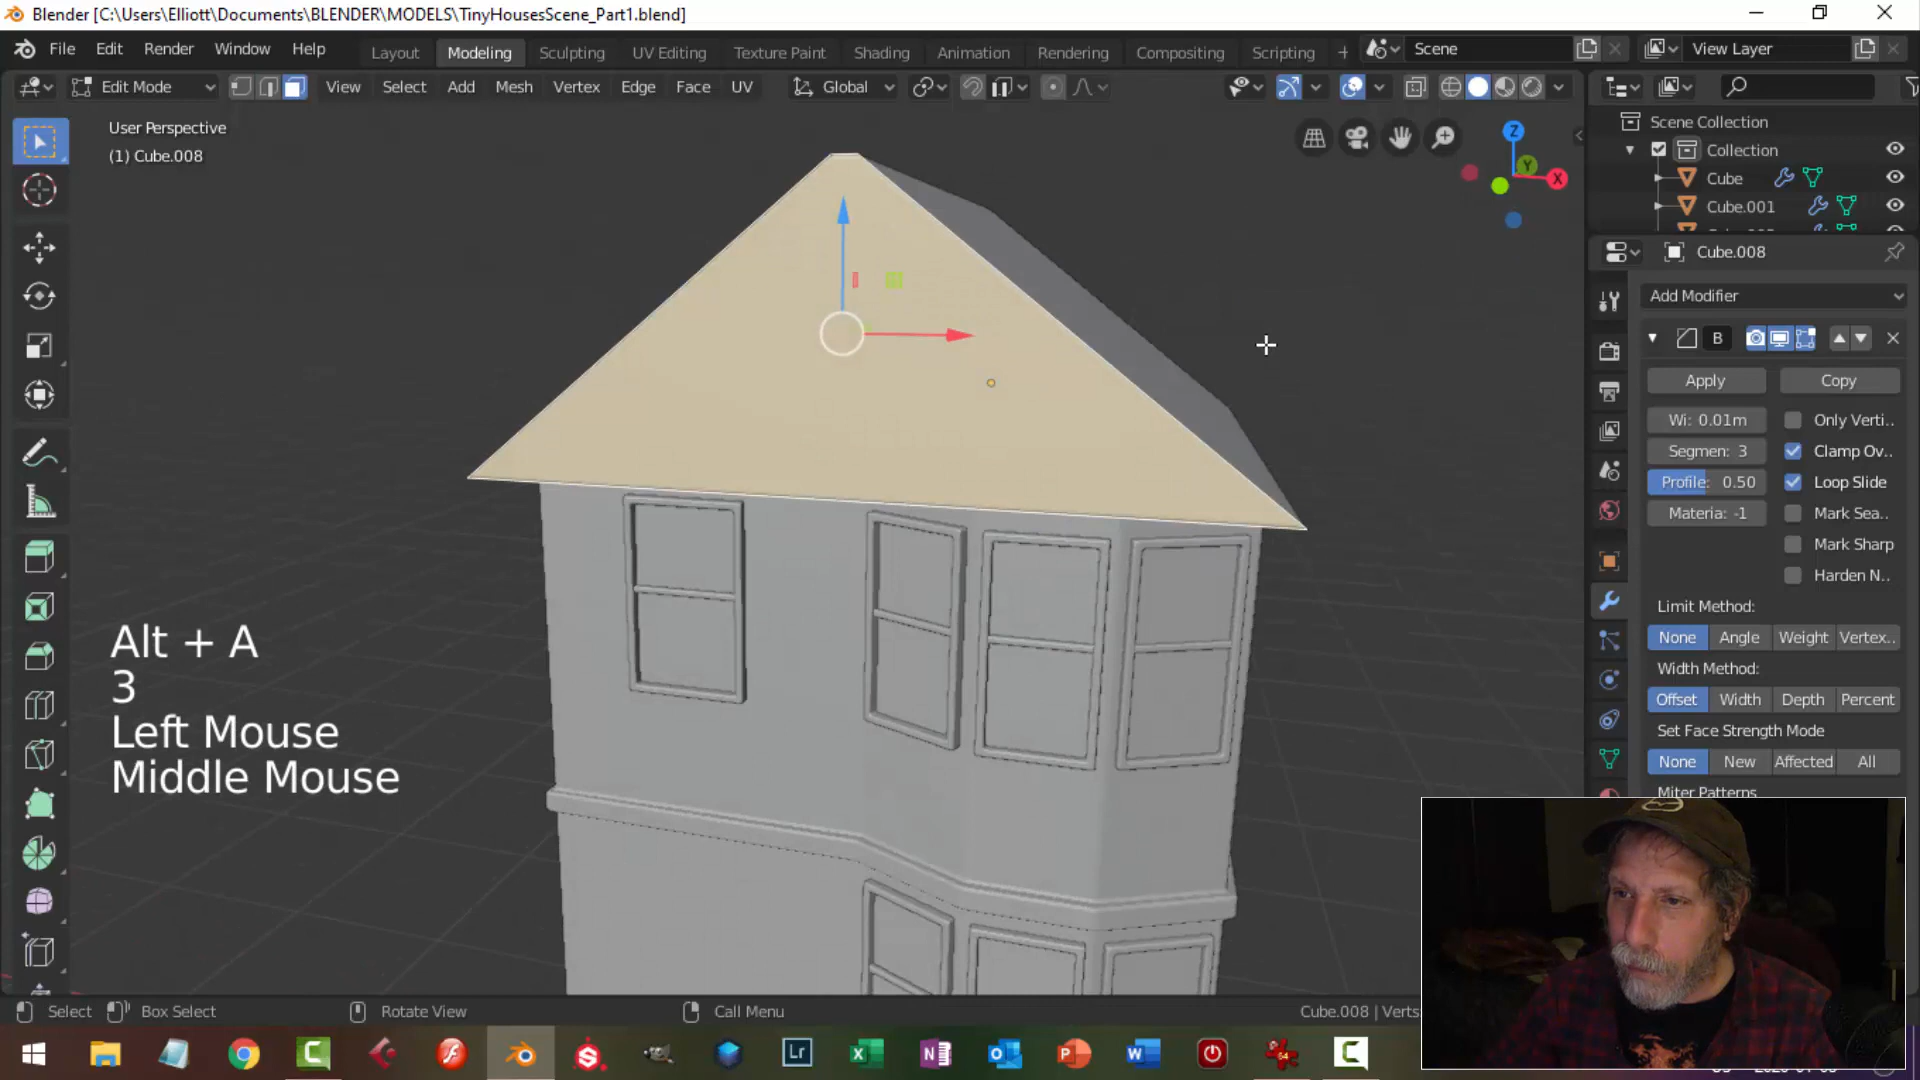 Blender [C:\Users\Elliott\Documents\BLENDER\MODELS\TinyHousesScene_Part1.blend]
File Edit Render Window Help
Layout Modeling Sculpting UV Editing Texture Paint Shading Animation Rendering Compositing Scripting +
Scene
View Layer
Edit Mode
View Select Add Mesh Vertex Edge Face UV
Global
User Perspective
(1) Cube.008
Z
Y
X
Scene Collection
Collection
Cube
Cube.001
Cube.008
Add Modifier
B
Apply
Copy
Wi: 0.01m
Only Verti..
Segmen: 3
Clamp Ov..
Profile: 0.50
Loop Slide
Materia: -1
Mark Sea..
Mark Sharp
Harden N..
Limit Method:
None Angle Weight Vertex..
Width Method:
Offset Width Depth Percent
Set Face Strength Mode
None New Affected All
Miter Patterns
Alt + A
3
Left Mouse
Middle Mouse
Select
Box Select
Rotate View
Call Menu
Cube.008 | Verts
Lr
64